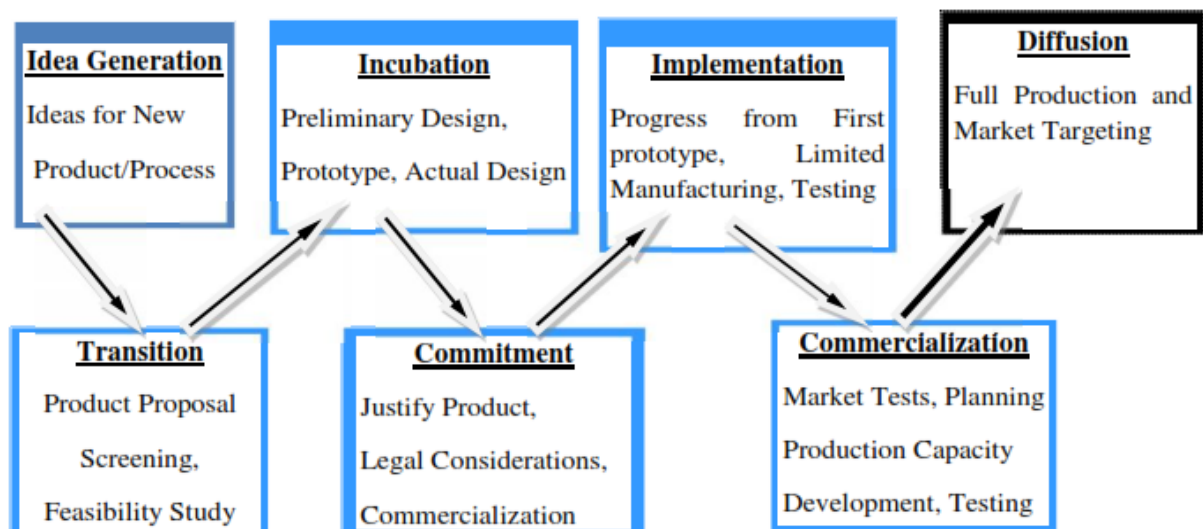 Idea Generation
Ideas for New
Product/Process
Incubation
Preliminary Design,
Prototype, Actual Design
Implementation
Progress from First
prototype, Limited
Manufacturing, Testing
Diffusion
Full Production and
Market Targeting
Transition
Product Proposal
Screening,
Feasibility Study
Commitment
Justify Product,
Legal Considerations,
Commercialization
Commercialization
Market Tests, Planning
Production Capacity
Development, Testing